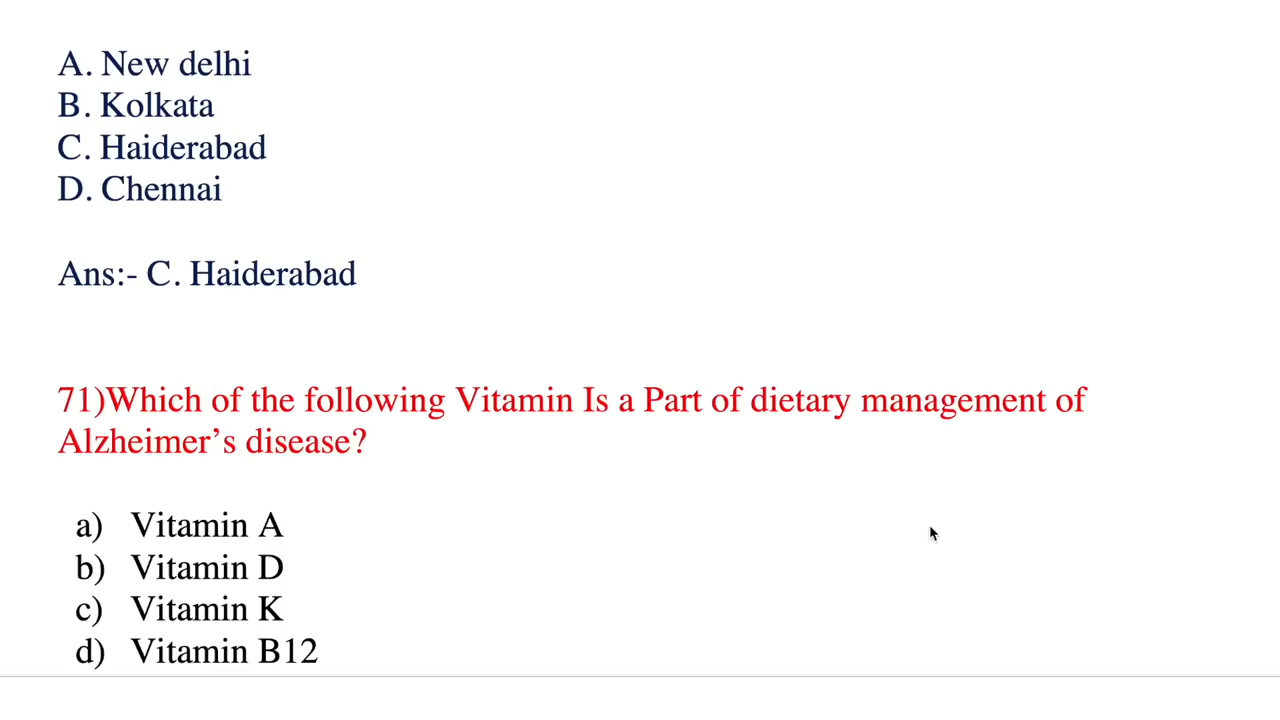 A. New delhi
B. Kolkata
C. Haiderabad
D. Chennai
Ans:- C. Haiderabad
71)Which of the following Vitamin Is a Part of dietary management of
Alzheimer’s disease?
a) Vitamin A
b) Vitamin D
c) Vitamin K
d) Vitamin B12